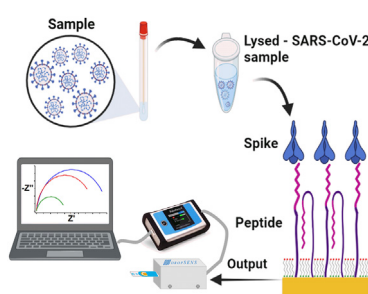 Sample
Lysed - SARS-CoV-2
sample
Spike
-Z"
Z'
Peptide
Output